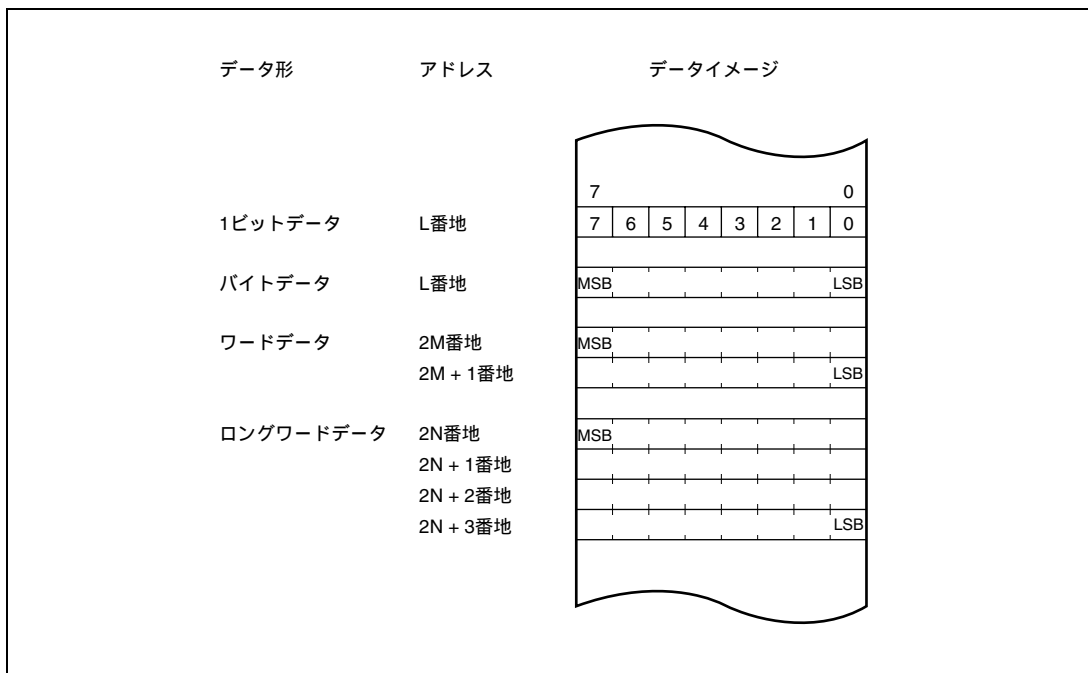 データ形 アドレス データイメージ
7 0
1ビットデータ L番地 7 6 5 4 3 2 1 0
バイトデータ L番地 MSB LSB
ワードデータ 2M番地 MSB
2M + 1番地 LSB
ロングワードデータ 2N番地 MSB
2N + 1番地
2N + 2番地
2N + 3番地 LSB